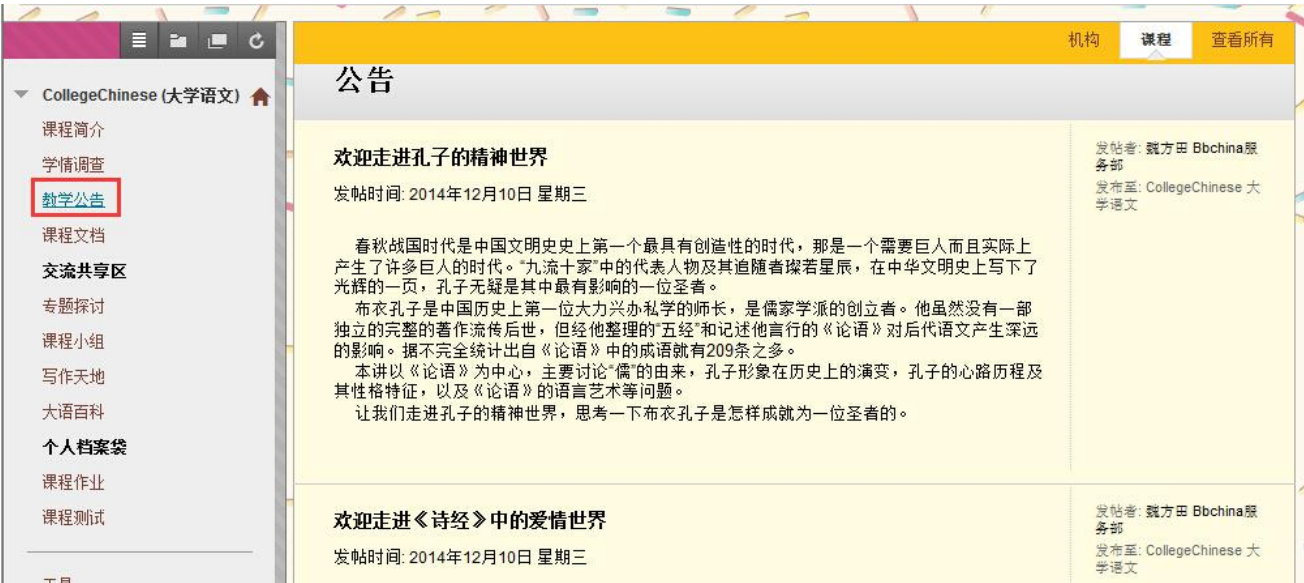 机构 课程 查看所有
CollegeChinese (大学语文)
课程简介
学情调查
教学公告
课程文档
交流共享区
专题探讨
课程小组
写作天地
大语百科
个人档案袋
课程作业
课程测试
工具
公告
欢迎走进孔子的精神世界
发帖时间: 2014年12月10日 星期三
春秋战国时代是中国文明史史上第一个最具有创造性的时代，那是一个需要巨人而且实际上
产生了许多巨人的时代。“九流十家”中的代表人物及其追随者璨若星辰，在中华文明史上写下了
光辉的一页，孔子无疑是其中最有影响的一位圣者。
布衣孔子是中国历史上第一位大力兴办私学的师长，是儒家学派的创立者。他虽然没有一部
独立的完整的著作流传后世，但经他整理的“五经”和记述他言行的《论语》对后代语文产生深远
的影响。据不完全统计出自《论语》中的成语就有209条之多。
本讲以《论语》为中心，主要讨论“儒”的由来，孔子形象在历史上的演变，孔子的心路历程及
其性格特征，以及《论语》的语言艺术等问题。
让我们走进孔子的精神世界，思考一下布衣孔子是怎样成就为一位圣者的。
发帖者: 魏方田 Bbchina服
务部
发布至: CollegeChinese 大
学语文
欢迎走进《诗经》中的爱情世界
发帖时间: 2014年12月10日 星期三
发帖者: 魏方田 Bbchina服
务部
发布至: CollegeChinese 大
学语文